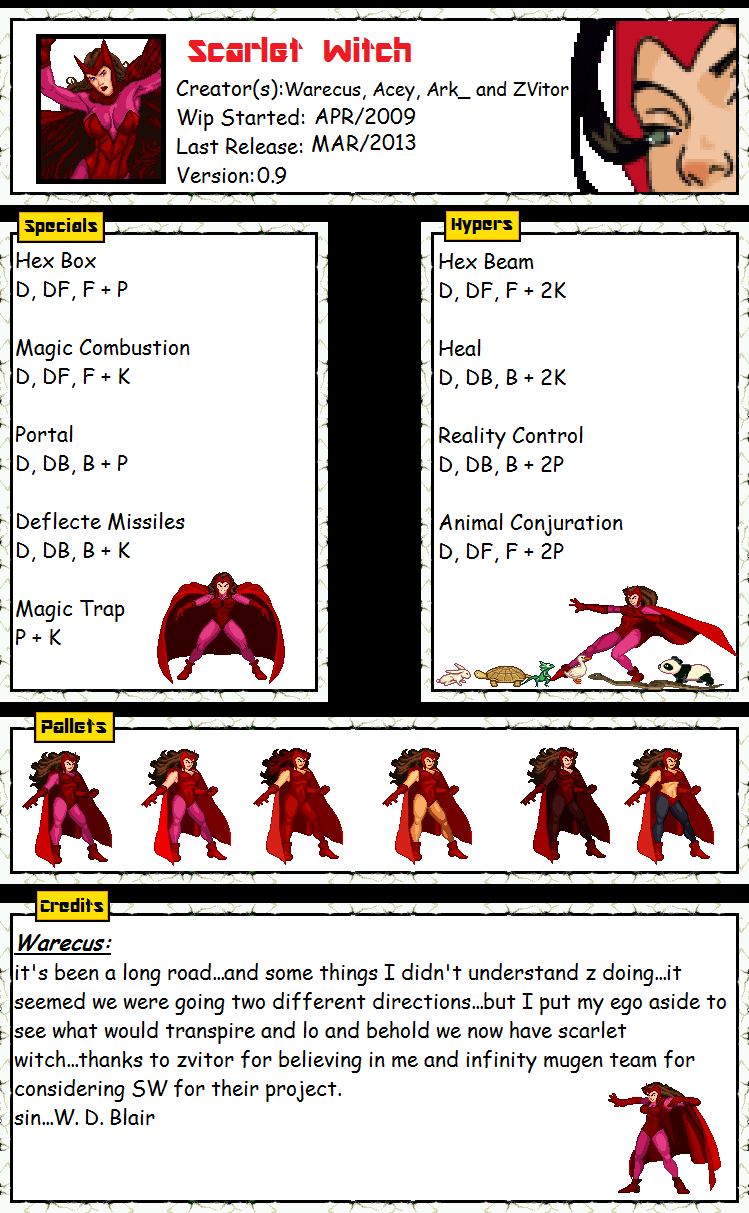 Scarlet Witch
Creator(s):Warecus, Acey, Ark_ and ZVitor
Wip Started: APR/2009
Last Release: MAR/2013
Version:0.9
Specials
Hex Box
D, DF, F + P
Magic Combustion
D, DF, F + K
Portal
D, DB, B + P
Deflecte Missiles
D, DB, B + K
Magic Trap
P + K
Hypers
Hex Beam
D, DF, F + 2K
Heal
D, DB, B + 2K
Reality Control
D, DB, B + 2P
Animal Conjuration
D, DF, F + 2P
Pallets
Credits
Warecus:
it's been a long road...and some things I didn't understand z doing...it
seemed we were going two different directions...but I put my ego aside to
see what would transpire and lo and behold we now have scarlet
witch...thanks to zvitor for believing in me and infinity mugen team for
considering SW for their project.
sin...W. D. Blair